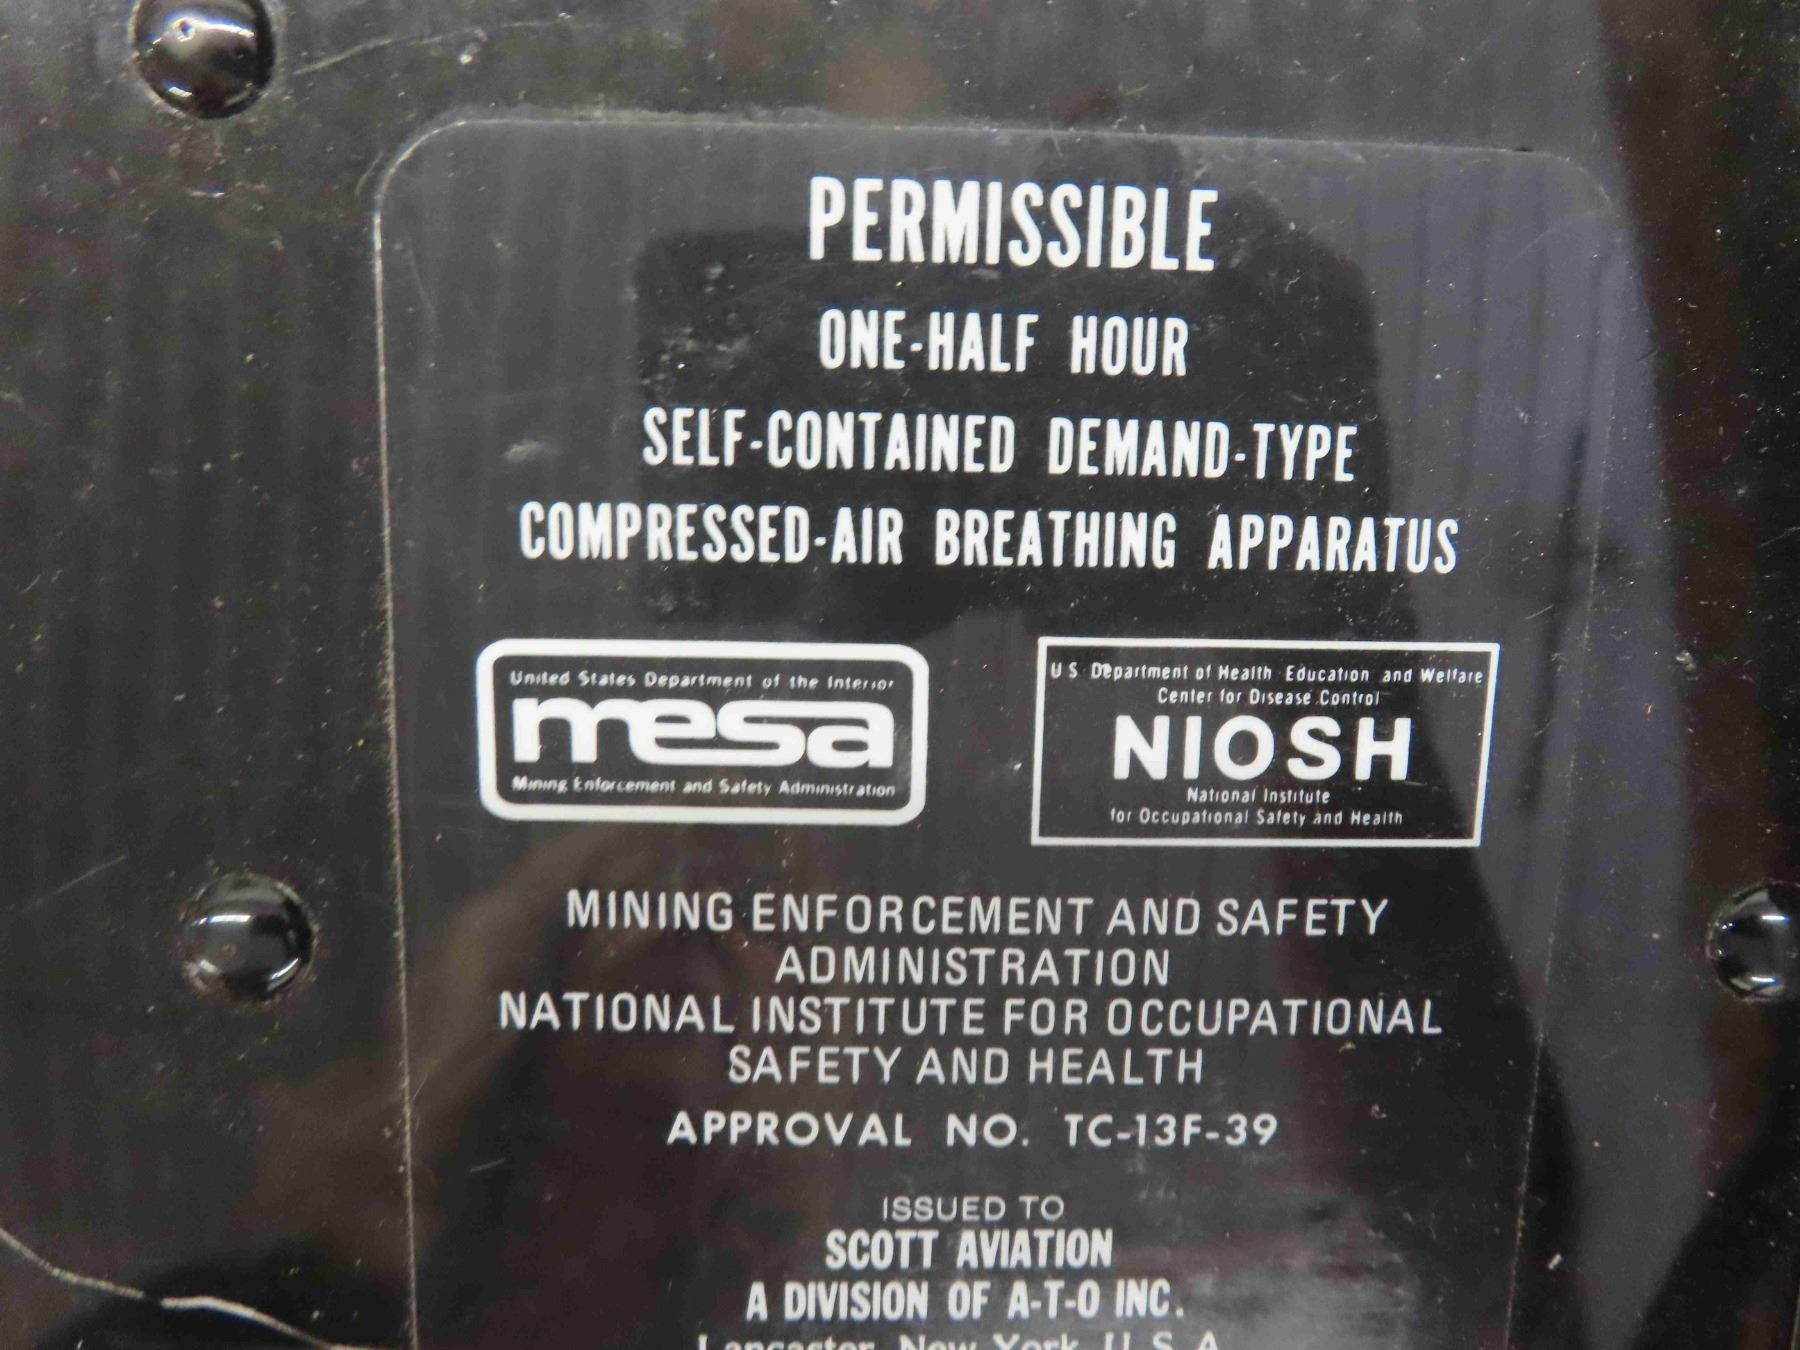 PERMISSIBLE
ONE-HALF HOUR
SELF-CONTAINED DEMAND-TYPE
COMPRESSED-AIR BREATHING APPARATUS
United States Department of the Interior
mesa
Mining Enforcement and Safety Administration
U.S. Department of Health Education and Welfare
Center for Disease Control
NIOSH
National Institute
for Occupational Safety and Health
MINING ENFORCEMENT AND SAFETY
ADMINISTRATION
NATIONAL INSTITUTE FOR OCCUPATIONAL
SAFETY AND HEALTH
APPROVAL NO. TC-13F-39
ISSUED TO
SCOTT AVIATION
A DIVISION OF A-T-O INC.
Lancaster, New York, U.S.A.